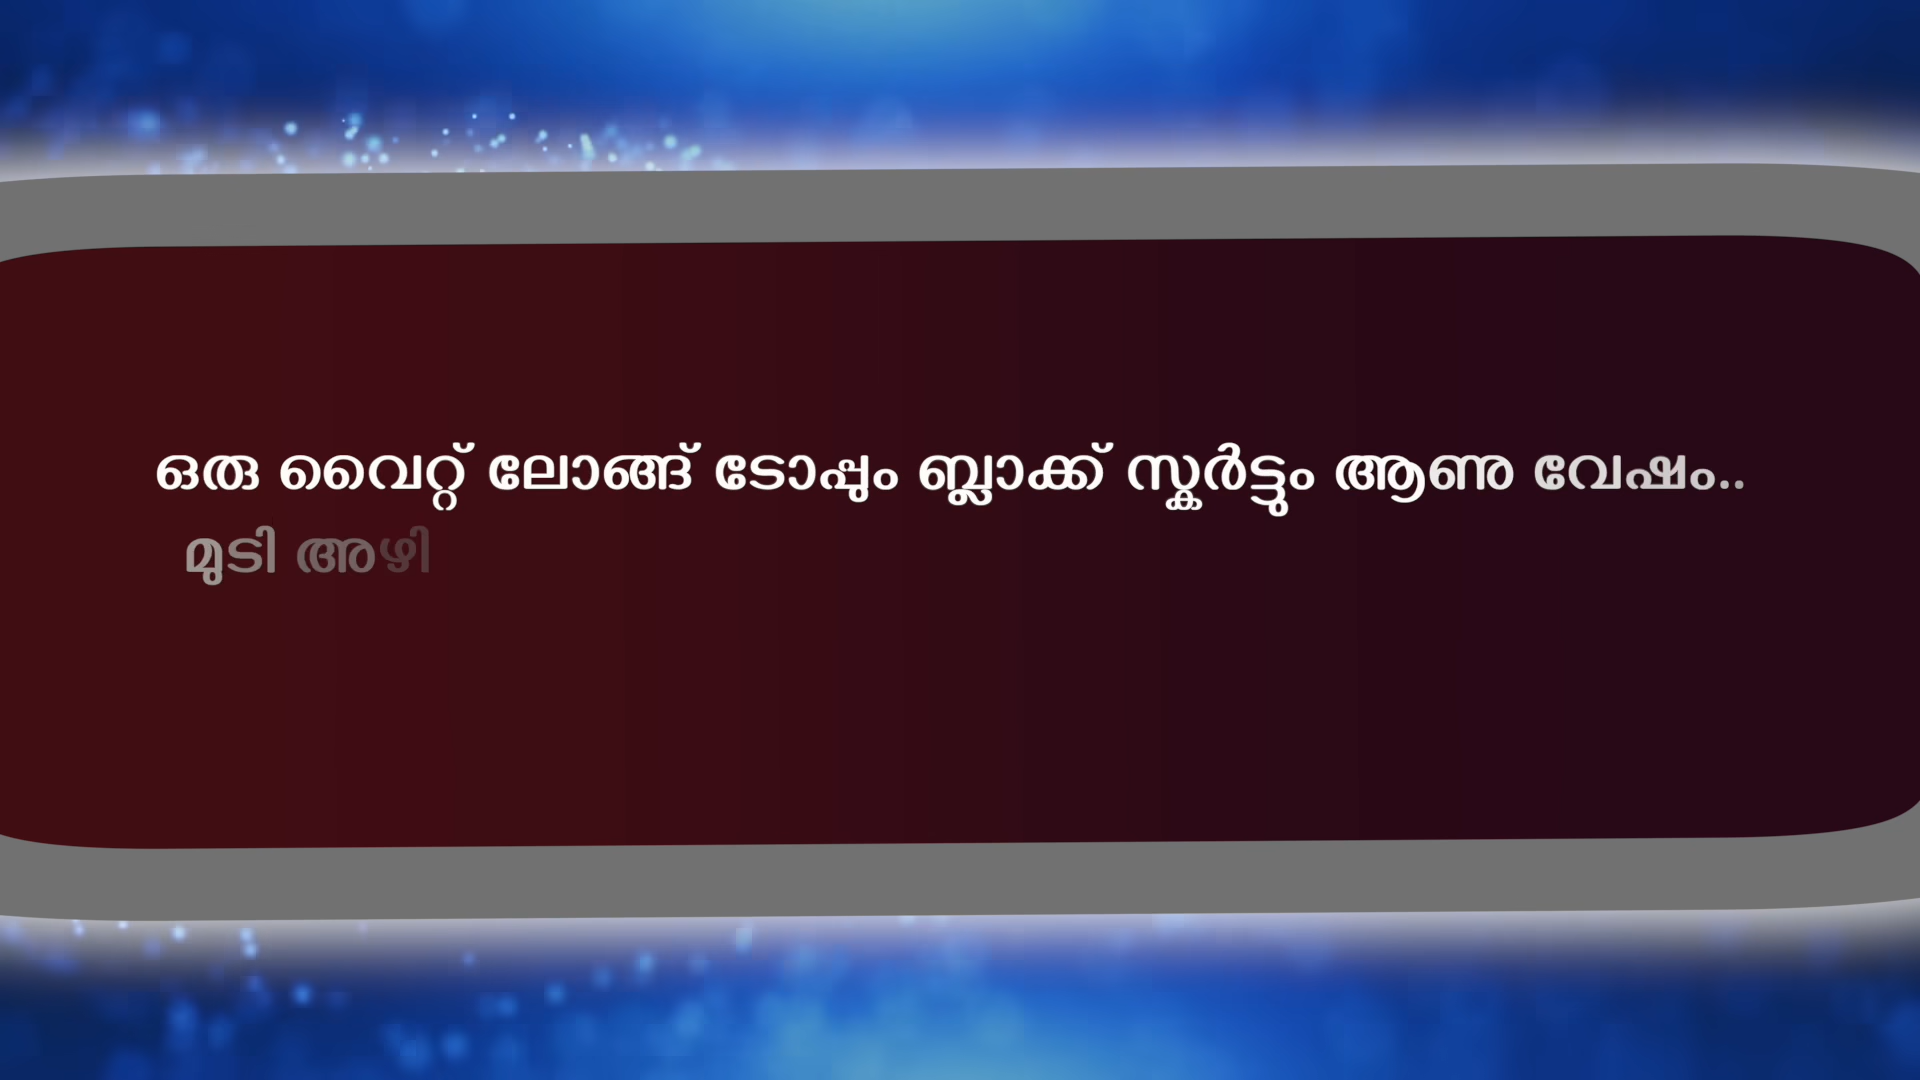 ഒരു വൈറ്റ് ലോങ്ങ് ടോപ്പും ബ്ലാക്ക് സ്കർട്ടും ആണു വേഷം..
മുടി അഴി